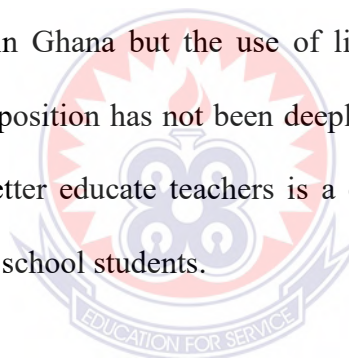 in Ghana but the use of li
position has not been deepl
etter educate teachers is a
school students.
EDUCATION FOR SERVICE